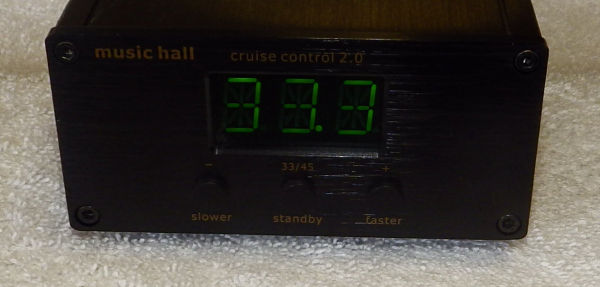 music hall cruise control 2.0
33.3
- 33/45 +
slower standby faster